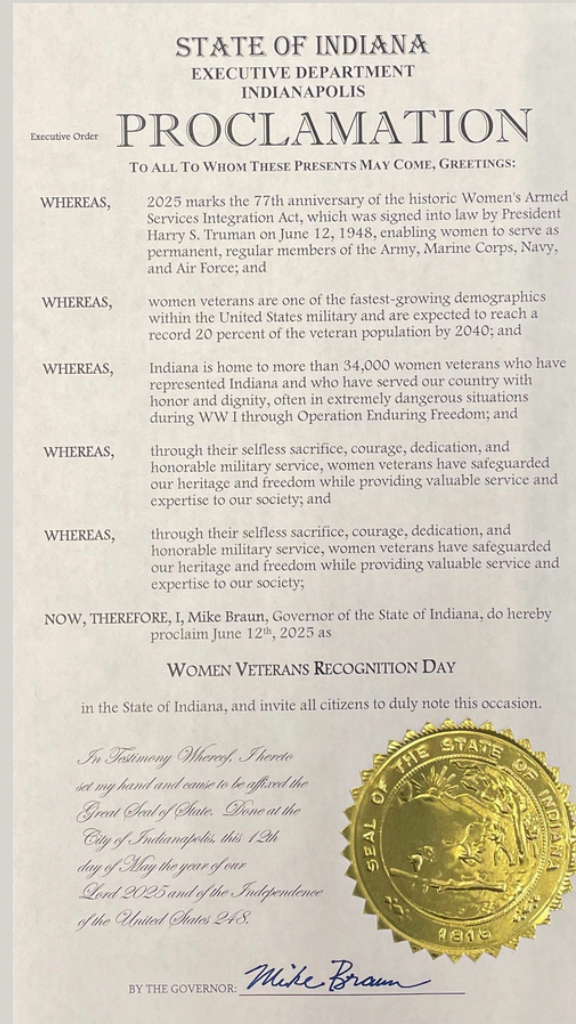 STATE OF INDIANA
EXECUTIVE DEPARTMENT
INDIANAPOLIS
Executive Order PROCLAMATION
TO ALL TO WHOM THESE PRESENTS MAY COME, GREETINGS:
WHEREAS, 2025 marks the 77th anniversary of the historic Women's Armed
Services Integration Act, which was signed into law by President
Harry S. Truman on June 12, 1948, enabling women to serve as
permanent, regular members of the Army, Marine Corps, Navy,
and Air Force; and
WHEREAS, women veterans are one of the fastest-growing demographics
within the United States military and are expected to reach a
record 20 percent of the veteran population by 2040; and
WHEREAS, Indiana is home to more than 34,000 women veterans who have
represented Indiana and who have served our country with
honor and dignity, often in extremely dangerous situations
during WW I through Operation Enduring Freedom; and
WHEREAS, through their selfless sacrifice, courage, dedication, and
honorable military service, women veterans have safeguarded
our heritage and freedom while providing valuable service and
expertise to our society; and
WHEREAS, through their selfless sacrifice, courage, dedication, and
honorable military service, women veterans have safeguarded
our heritage and freedom while providing valuable service and
expertise to our society;
NOW, THEREFORE, I, Mike Braun, Governor of the State of Indiana, do hereby
proclaim June 12th, 2025 as
WOMEN VETERANS RECOGNITION DAY
in the State of Indiana, and invite all citizens to duly note this occasion.
In Testimony Whereof, I hereto
set my hand and cause to be affixed the
Great Seal of State. Done at the
City of Indianapolis, this 12th
day of May the year of our
Lord 2025 and of the Independence
of the United States 248.
SEAL OF THE STATE OF INDIANA
1816
BY THE GOVERNOR: Mike Braun